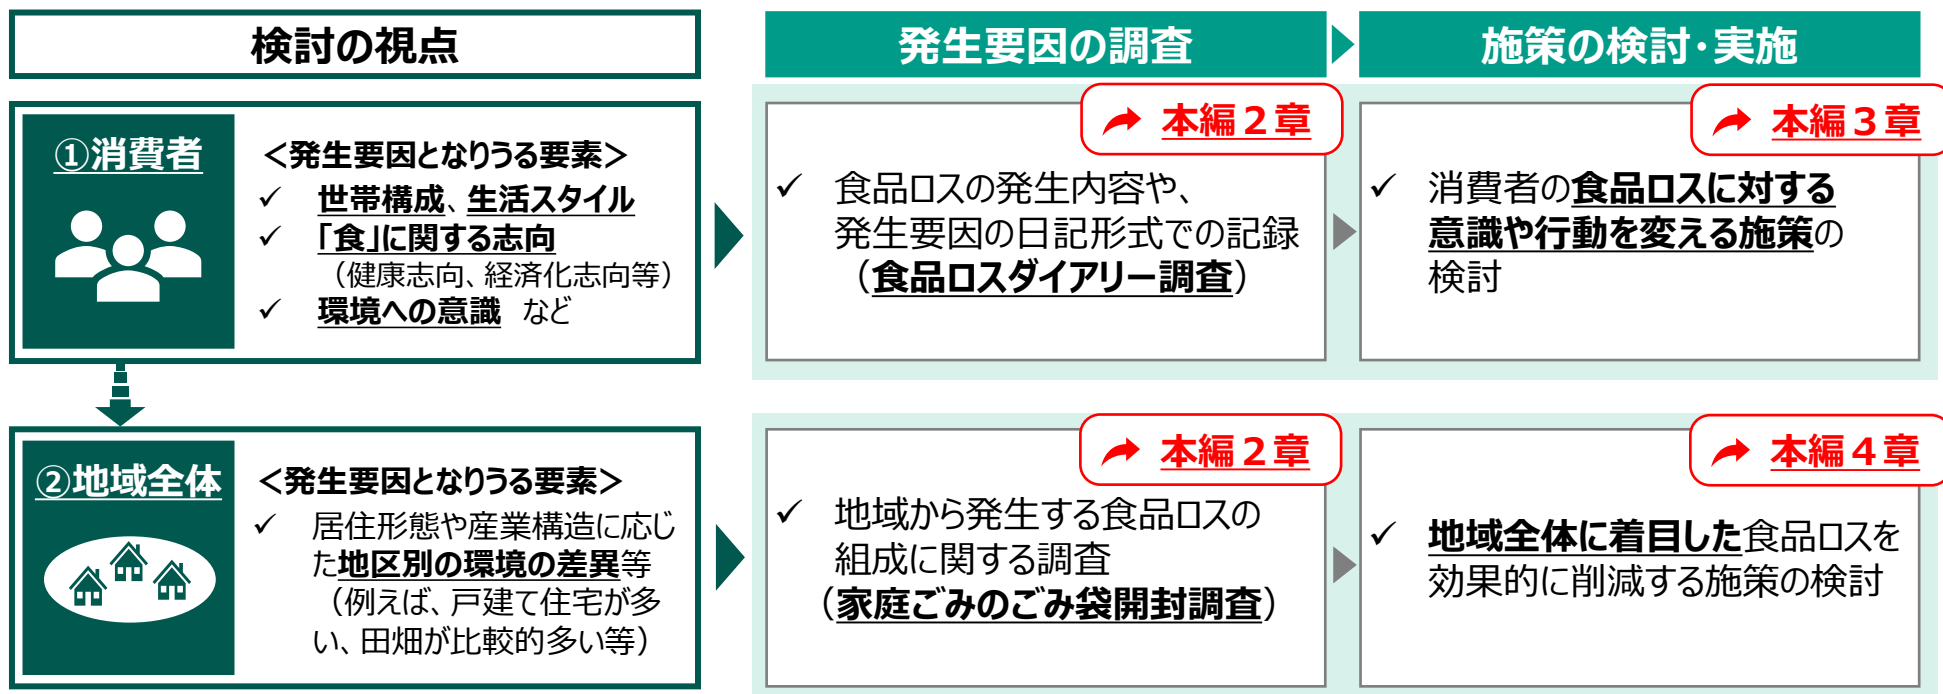 検討の視点
発生要因の調査
施策の検討・実施
①消費者
＜発生要因となりうる要素＞
✓ 世帯構成、生活スタイル
✓ 「食」に関する志向
（健康志向、経済化志向等）
✓ 環境への意識 など
本編２章
✓ 食品ロスの発生内容や、
発生要因の日記形式での記録
（食品ロスダイアリー調査）
本編３章
✓ 消費者の食品ロスに対する
意識や行動を変える施策の
検討
②地域全体
＜発生要因となりうる要素＞
✓ 居住形態や産業構造に応じ
た地区別の環境の差異等
（例えば、戸建て住宅が多
い、田畑が比較的多い等）
本編２章
✓ 地域から発生する食品ロスの
組成に関する調査
（家庭ごみのごみ袋開封調査）
本編４章
✓ 地域全体に着目した食品ロスを
効果的に削減する施策の検討